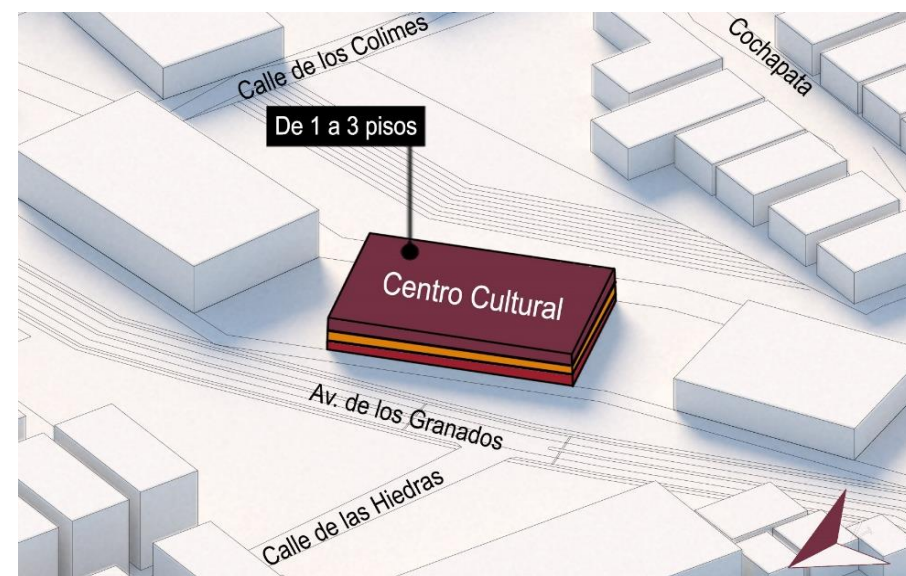 Calle de los Colimes
Cochapata
De 1 a 3 pisos
Centro Cultural
Av. de los Granados
Calle de las Hiedras